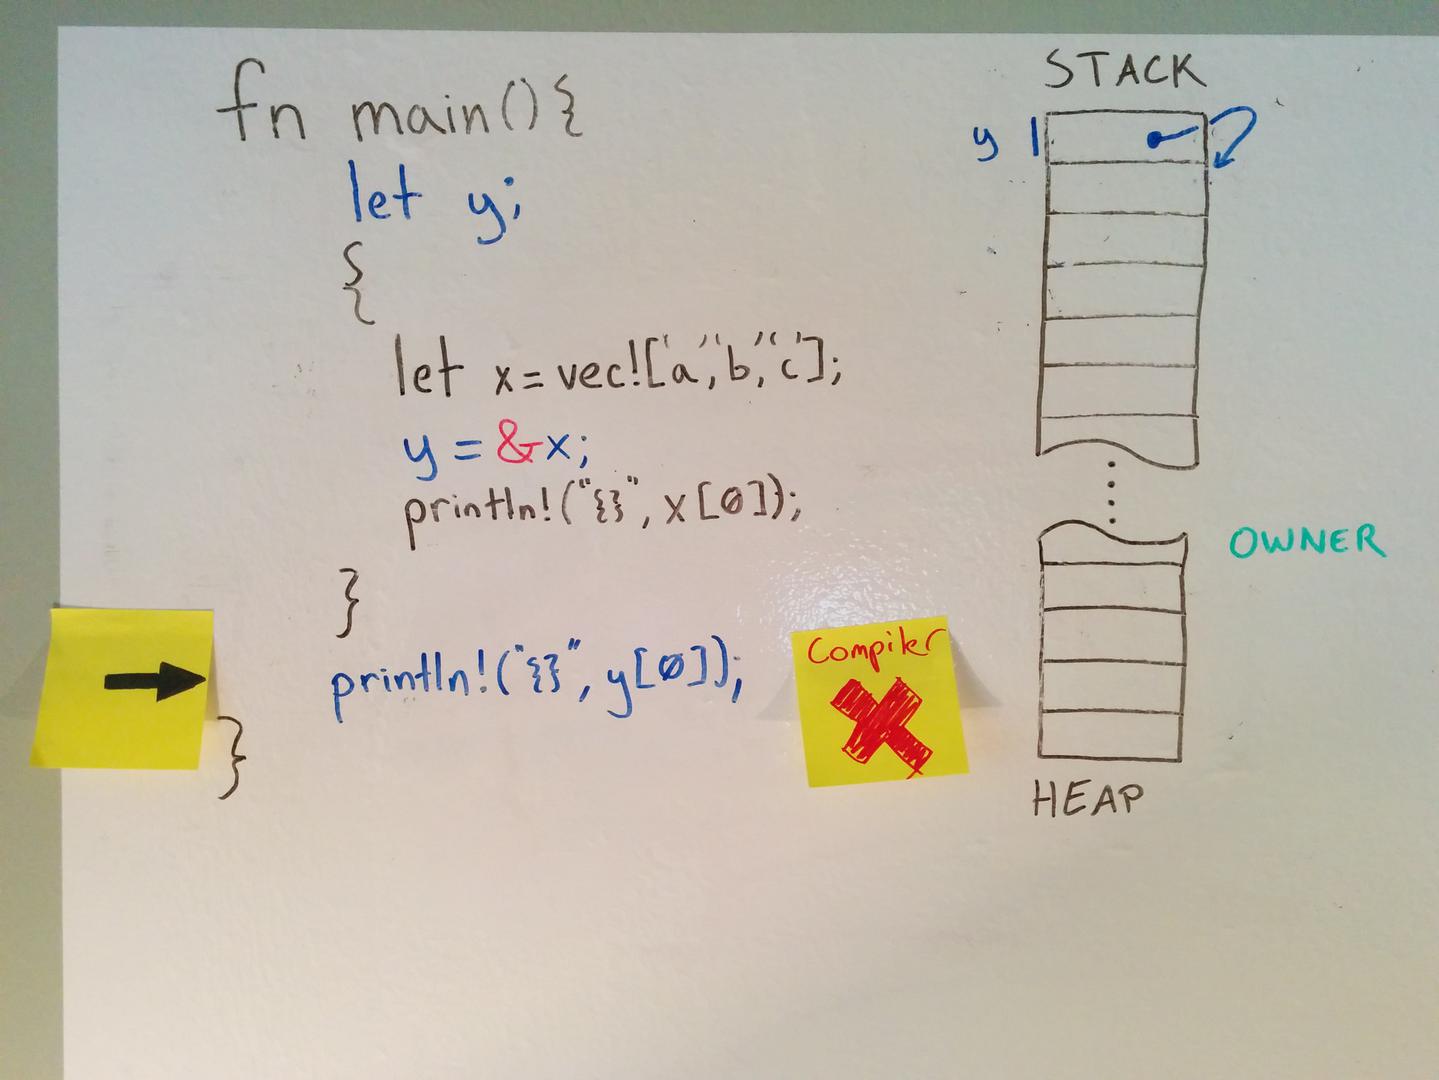 fn main(){
let y;
{
let x=vec!['a','b','c'];
y=&x;
println!("{}", x[0]);
}
println!("{}", y[0]);
}
Compiler
STACK
y
OWNER
HEAP